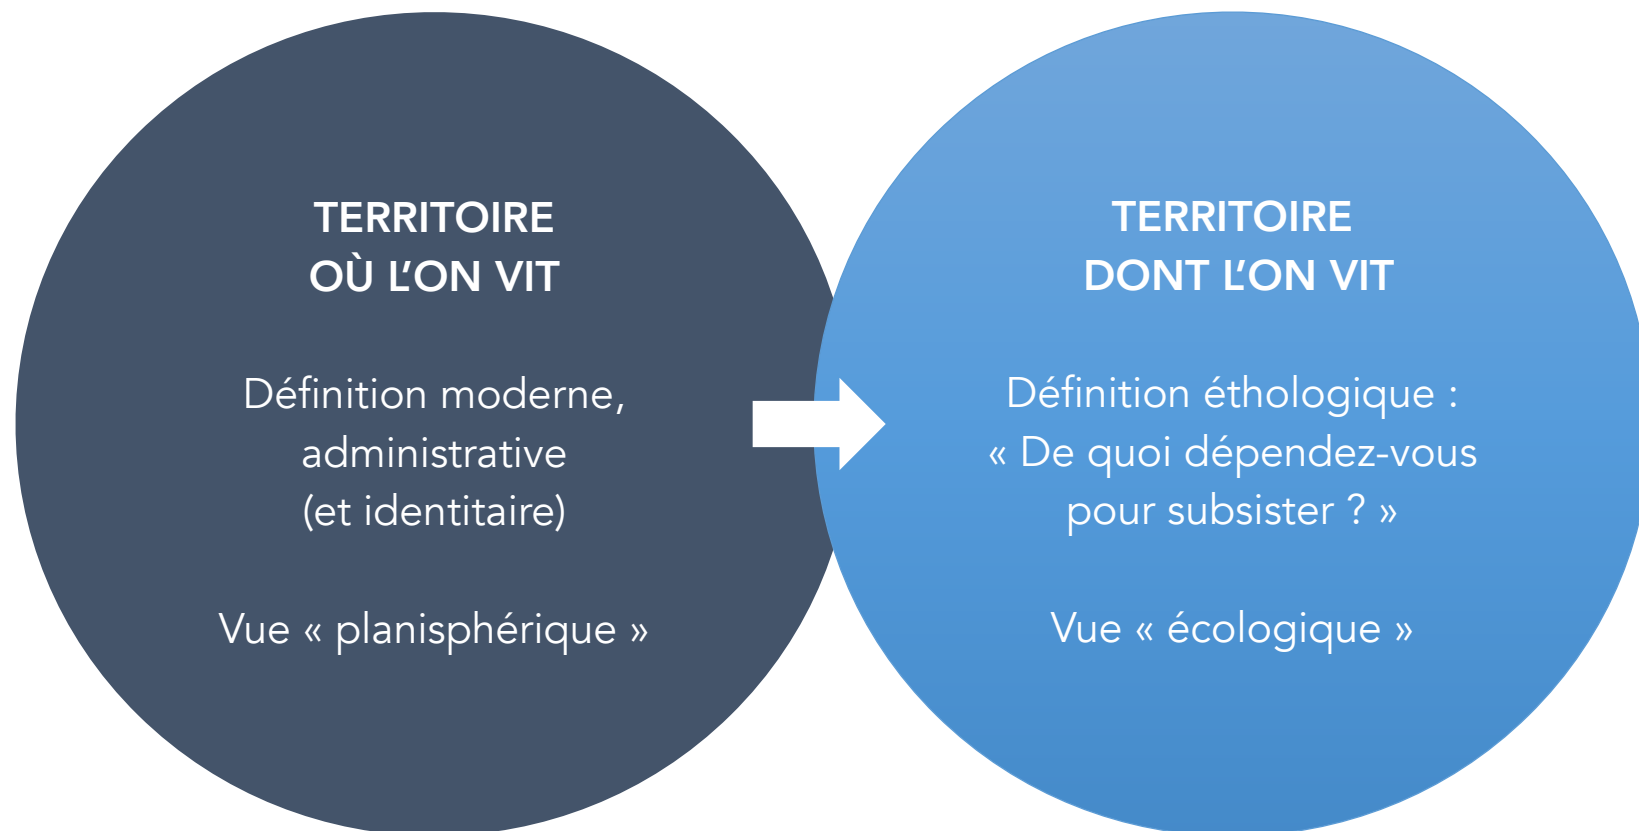 TERRITOIRE
OÙ L’ON VIT
Définition moderne,
administrative
(et identitaire)
Vue « planisphérique »
TERRITOIRE
DONT L’ON VIT
Définition éthologique :
« De quoi dépendez-vous
pour subsister ? »
Vue « écologique »